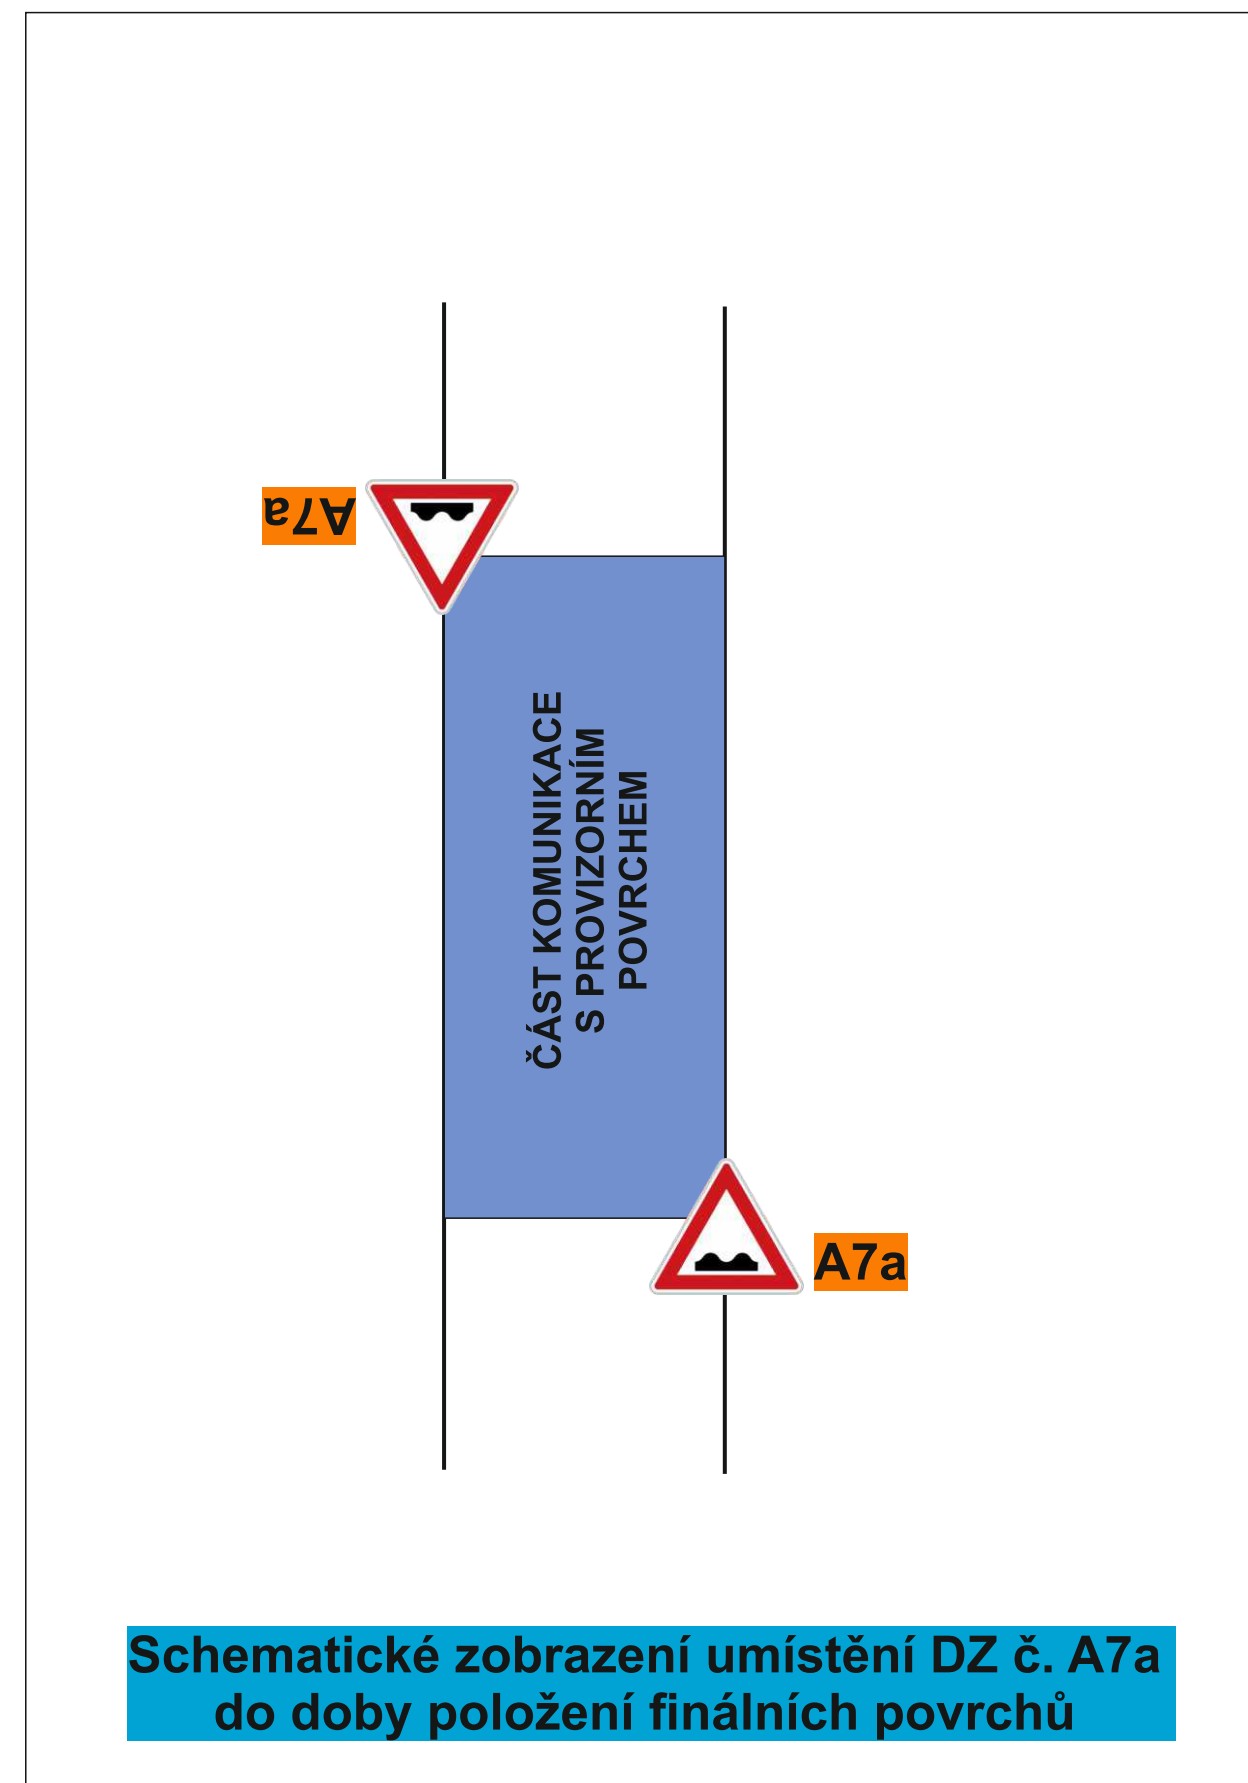 A7a
ČÁST KOMUNIKACE
S PROVIZORNÍM
POVRCHEM
A7a
Schematické zobrazení umístění DZ č. A7a
do doby položení finálních povrchů